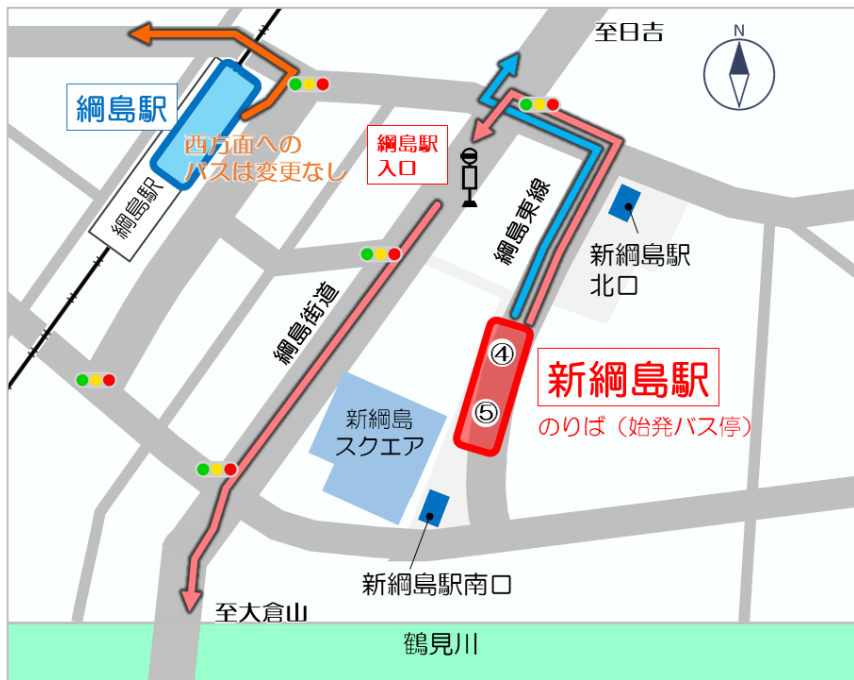 至日吉
N
綱島駅
西方面への
バスは変更なし
綱島駅
入口
綱島駅
綱島東線
新綱島駅
北口
綱島街道
④
⑤
新綱島駅
のりば（始発バス停）
新綱島
スクエア
新綱島駅南口
至大倉山
鶴見川